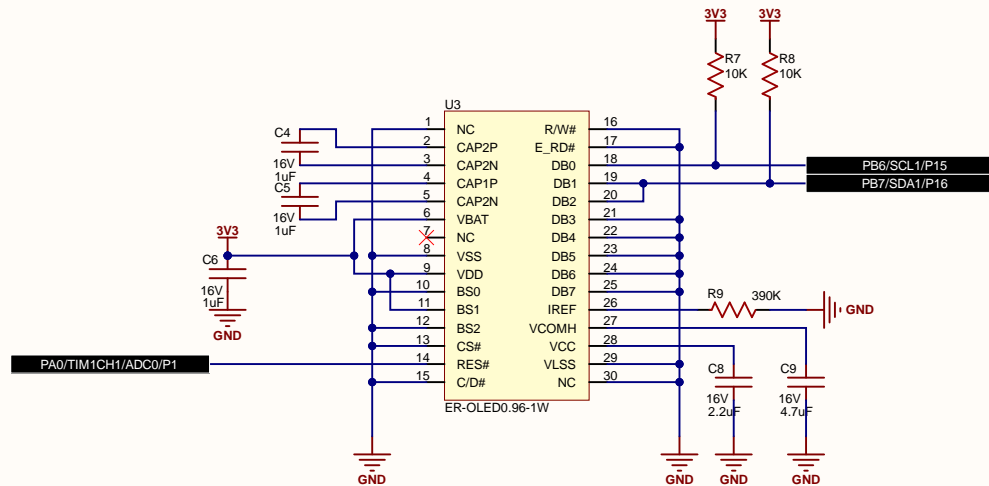 3V3
3V3
R7
10K
R8
10K
U3
1
NC
R/W#
16
2
CAP2P
E_RD#
17
3
CAP2N
DB0
18
4
CAP1P
DB1
19
5
CAP2N
DB2
20
6
VBAT
DB3
21
7
NC
DB4
22
8
VSS
DB5
23
9
VDD
DB6
24
10
BS0
DB7
25
11
BS1
IREF
26
12
BS2
VCOMH
27
13
CS#
VCC
28
14
RES#
VLSS
29
15
C/D#
NC
30
ER-OLED0.96-1W
C4
16V
1uF
C5
16V
1uF
3V3
C6
16V
1uF
GND
PB6/SCL1/P15
PB7/SDA1/P16
R9
390K
GND
PA0/TIM1CH1/ADC0/P1
C8
16V
2.2uF
C9
16V
4.7uF
GND
GND
GND
GND